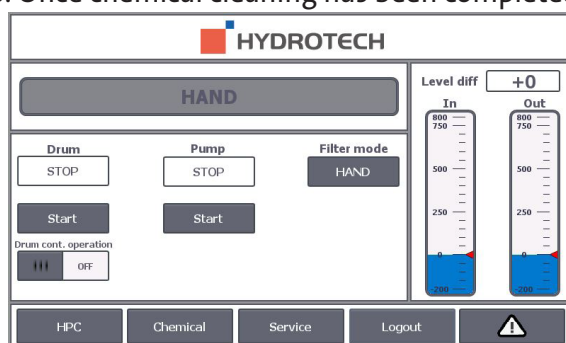 . Once chemical cleaning has been complete
HYDROTECH
HAND
Level diff +0
In Out
800 800
750 750
500 500
250 250
0 0
-200 -200
Drum Pump Filter mode
STOP STOP HAND
Start Start
Drum cont. operation
OFF
HPC Chemical Service Logout